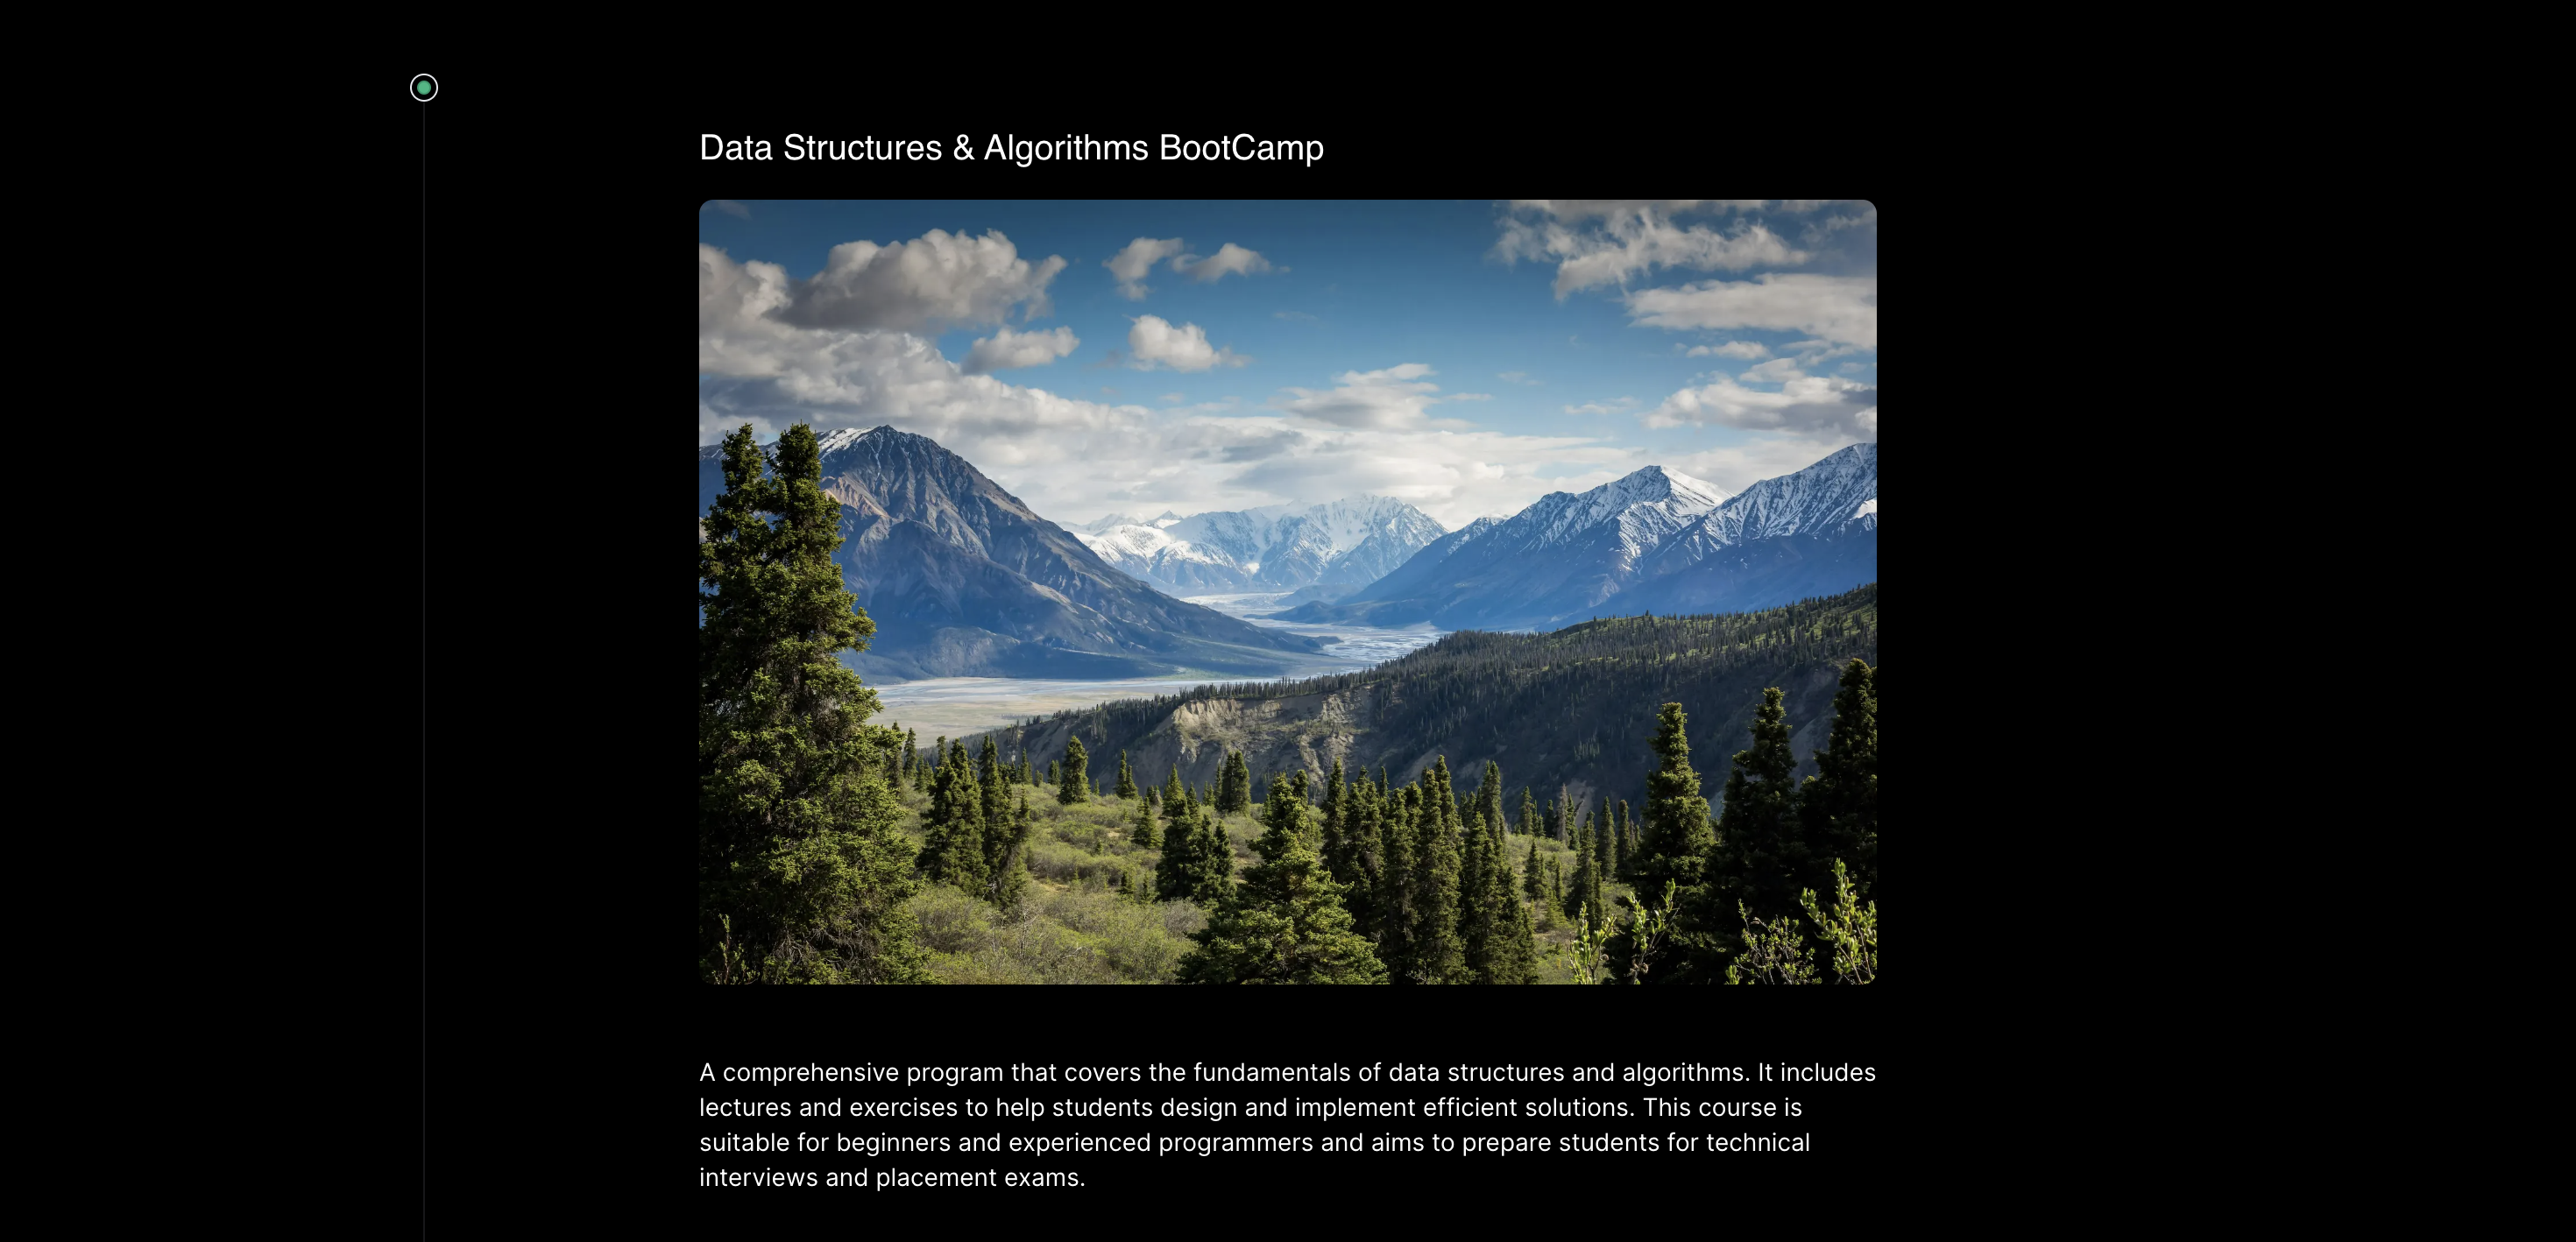 Data Structures & Algorithms BootCamp
A comprehensive program that covers the fundamentals of data structures and algorithms. It includes
lectures and exercises to help students design and implement efficient solutions. This course is
suitable for beginners and experienced programmers and aims to prepare students for technical
interviews and placement exams.